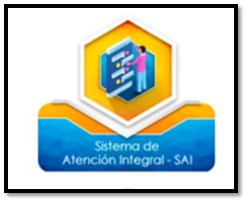 Sistema de
Atención Integral - SAI